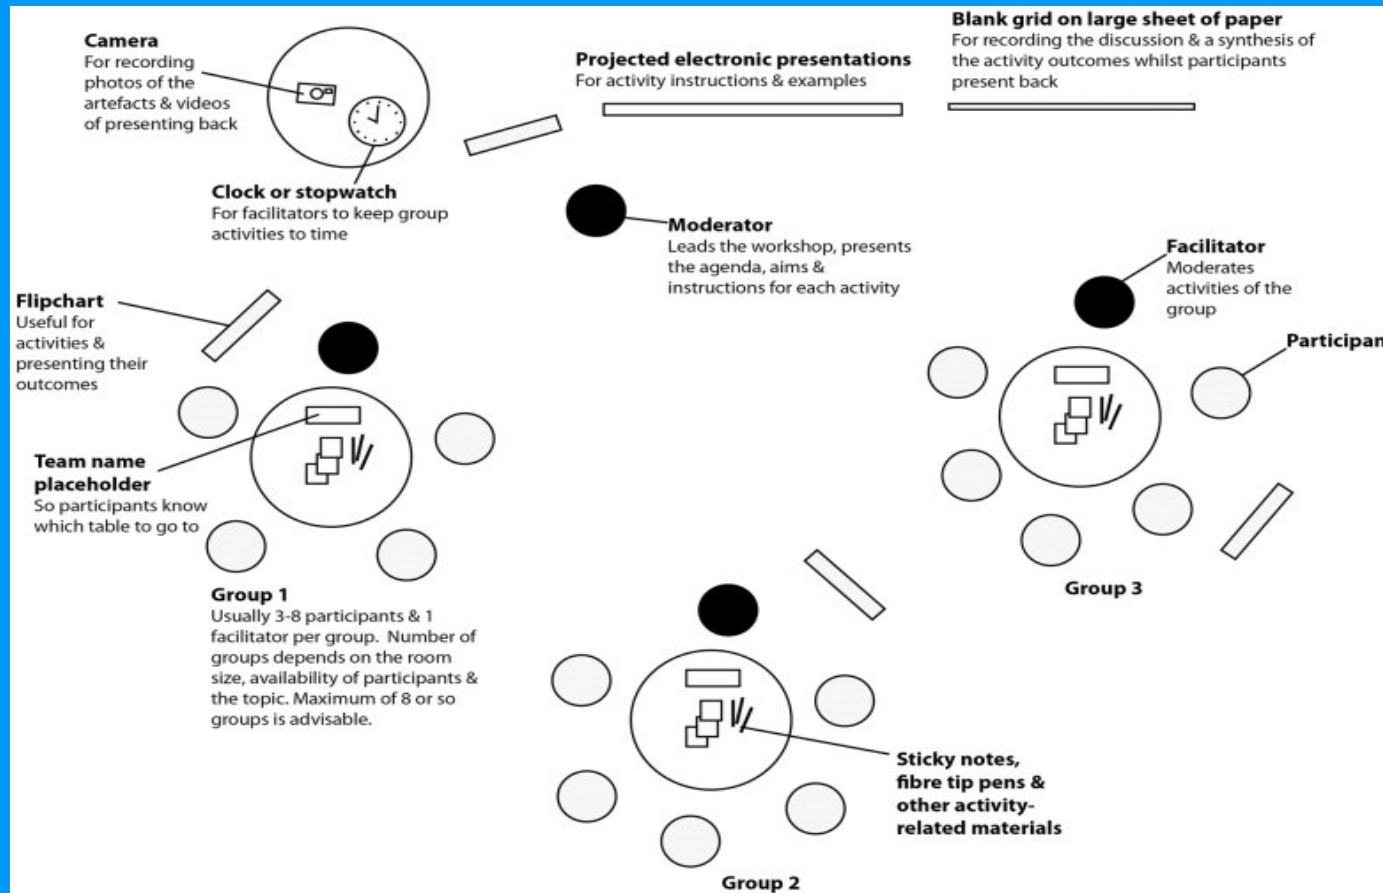 Camera
For recording
photos of the
artefacts & videos
of presenting back
Clock or stopwatch
For facilitators to keep group
activities to time
Projected electronic presentations
For activity instructions & examples
Blank grid on large sheet of paper
For recording the discussion & a synthesis of
the activity outcomes whilst participants
present back
Moderator
Leads the workshop, presents
the agenda, aims &
instructions for each activity
Facilitator
Moderates
activities of the
group
Participan
Flipchart
Useful for
activities &
presenting their
outcomes
Team name
placeholder
So participants know
which table to go to
Group 1
Usually 3-8 participants & 1
facilitator per group. Number of
groups depends on the room
size, availability of participants &
the topic. Maximum of 8 or so
groups is advisable.
Group 3
Sticky notes,
fibre tip pens &
other activity-
related materials
Group 2